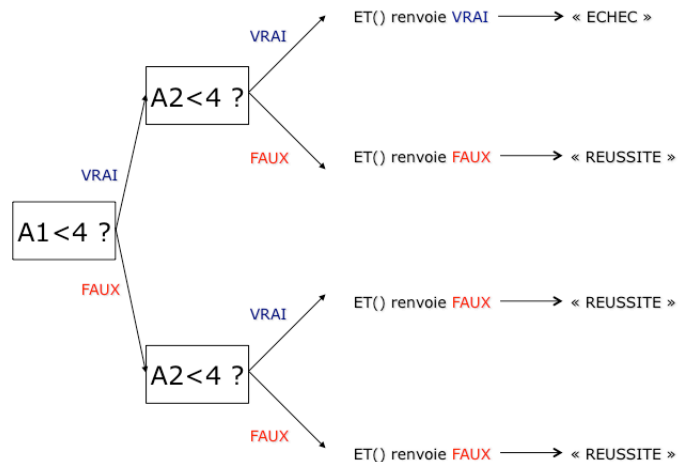 VRAI
ET() renvoie VRAI
« ECHEC »
A2<4 ?
FAUX
ET() renvoie FAUX
« REUSSITE »
VRAI
A1<4 ?
FAUX
VRAI
ET() renvoie FAUX
« REUSSITE »
A2<4 ?
FAUX
ET() renvoie FAUX
« REUSSITE »